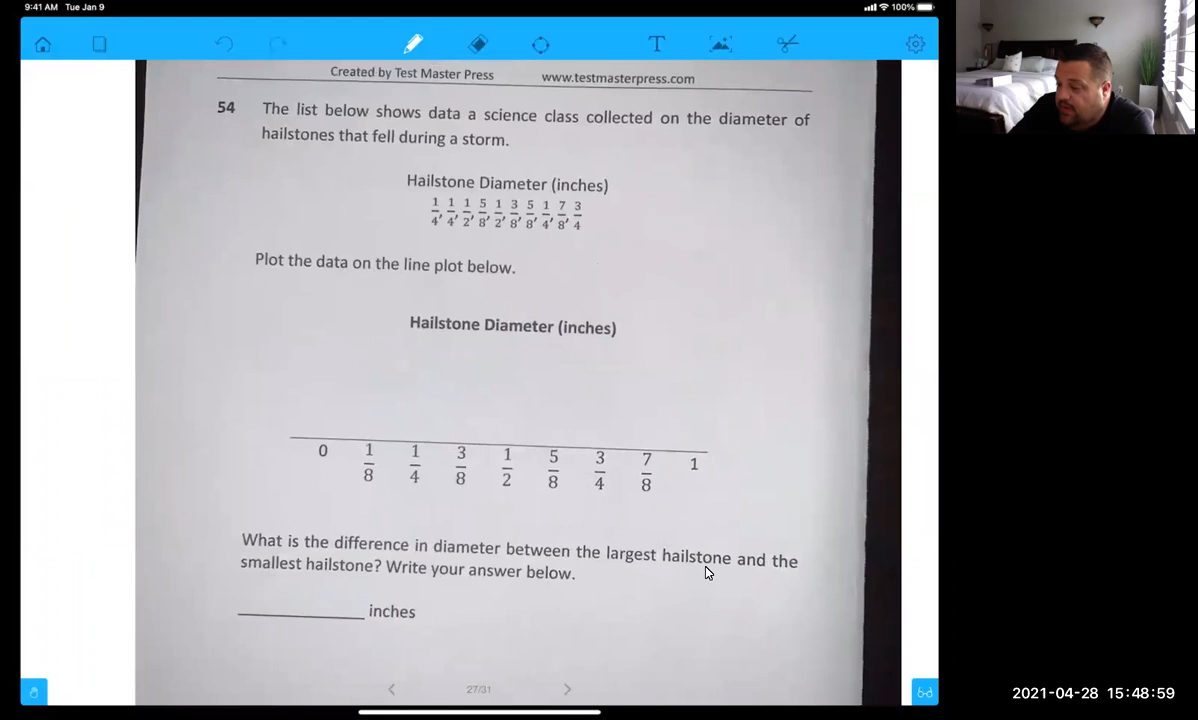 9:41 AM Tue Jan 9
100%
T
Created by Test Master Press www.testmasterpress.com
54 The list below shows data a science class collected on the diameter of
hailstones that fell during a storm.
Hailstone Diameter (inches)
1/4, 1/4, 1/2, 5/8, 1/2, 3/8, 5/8, 1/4, 7/8, 3/4
Plot the data on the line plot below.
Hailstone Diameter (inches)
0 1/8 1/4 3/8 1/2 5/8 3/4 7/8 1
What is the difference in diameter between the largest hailstone and the
smallest hailstone? Write your answer below.
____________ inches
27/31
2021-04-28 15:48:59